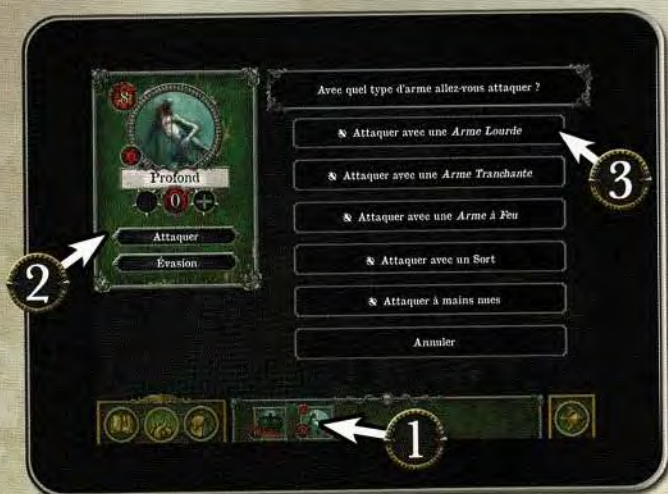 Avec quel type d'arme allez-vous attaquer ?
Attaquer avec une Arme Lourde
3
Profond
Attaquer avec une Arme Tranchante
0
Attaquer avec une Arme à Feu
Attaquer
2
Évasion
Attaquer avec un Sort
Attaquer à mains nues
Annuler
1